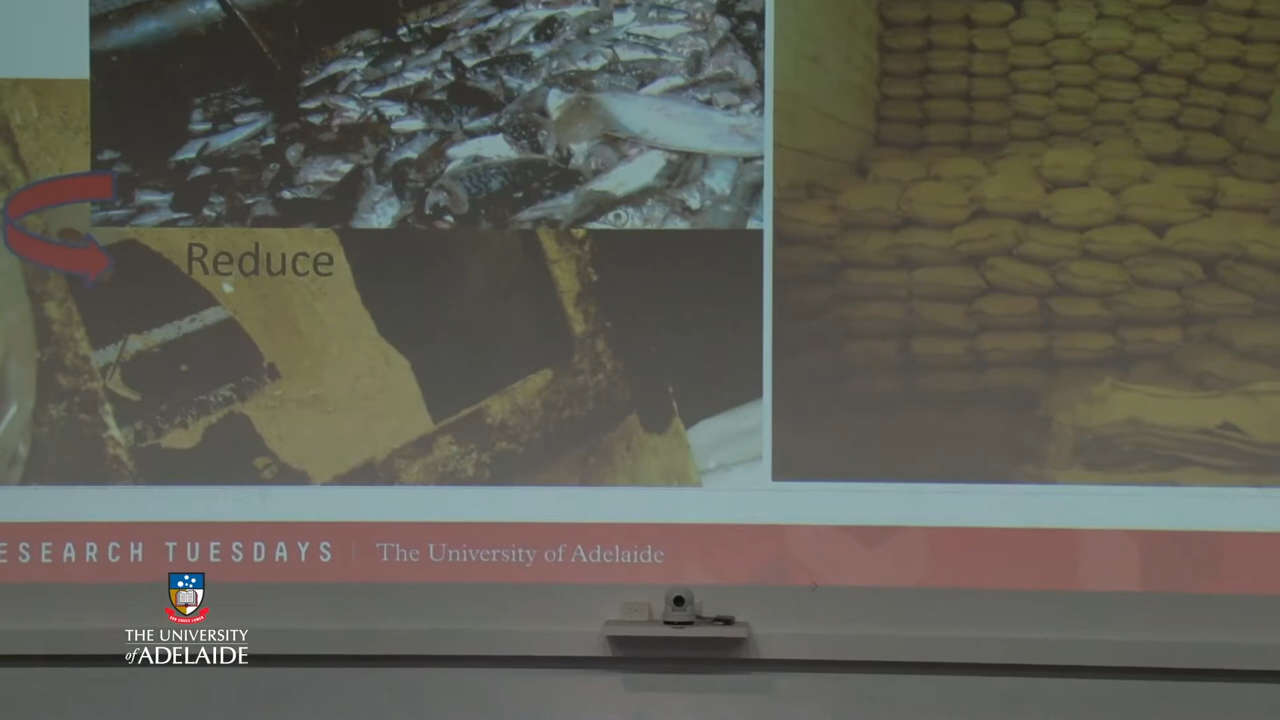 Reduce
ESEARCH TUESDAYS
The University of Adelaide
THE UNIVERSITY
of ADELAIDE